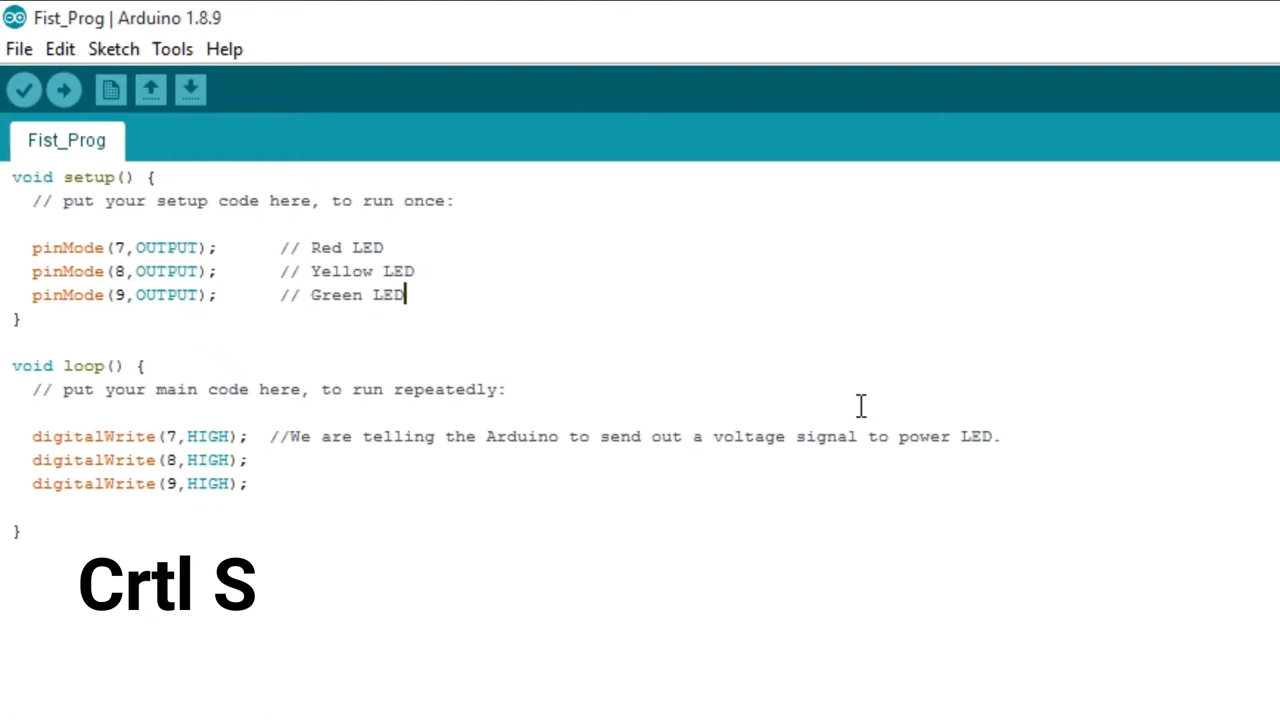 Fist_Prog | Arduino 1.8.9
File Edit Sketch Tools Help
Fist_Prog
void setup() {
  // put your setup code here, to run once:
  pinMode(7,OUTPUT);      // Red LED
  pinMode(8,OUTPUT);      // Yellow LED
  pinMode(9,OUTPUT);      // Green LED
}
void loop() {
  // put your main code here, to run repeatedly:
  digitalWrite(7,HIGH);  //We are telling the Arduino to send out a voltage signal to power LED.
  digitalWrite(8,HIGH);
  digitalWrite(9,HIGH);
}
Crtl S